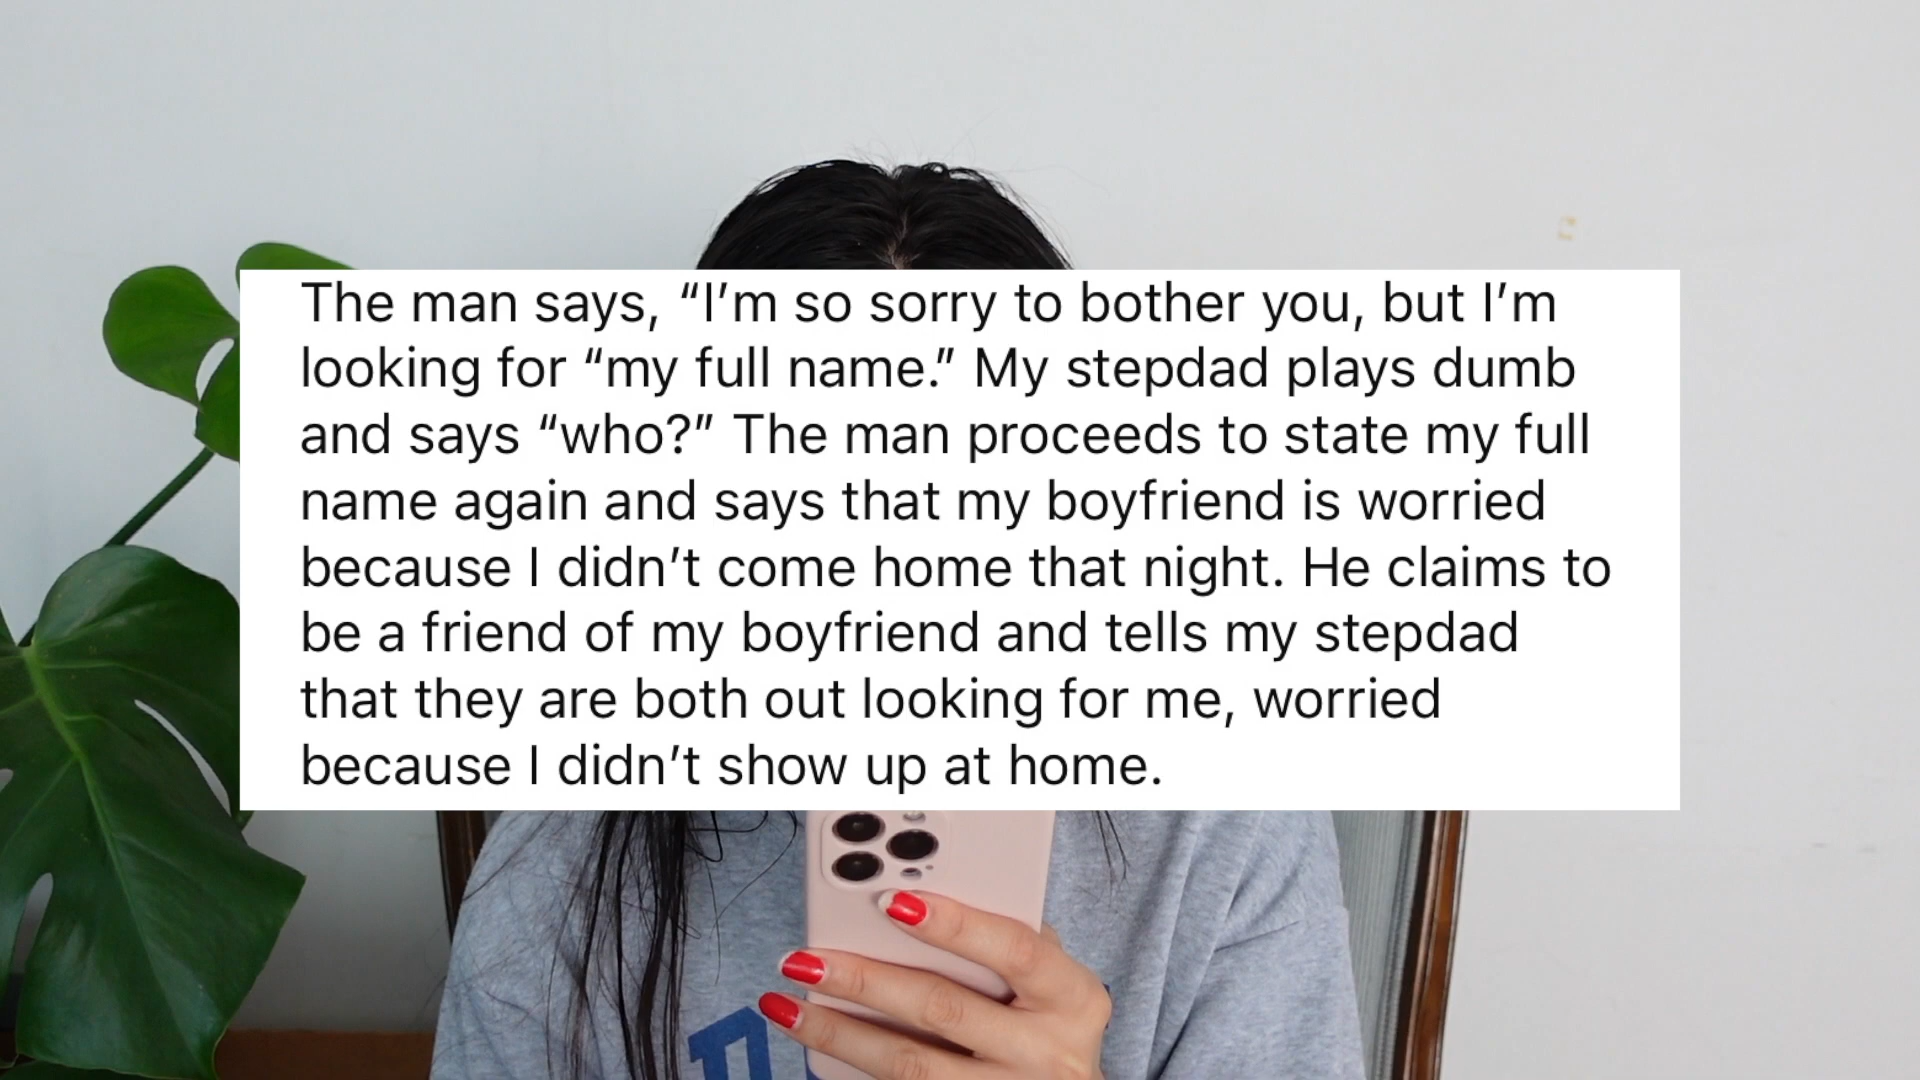 The man says, “I’m so sorry to bother you, but I’m
looking for “my full name.” My stepdad plays dumb
and says “who?” The man proceeds to state my full
name again and says that my boyfriend is worried
because I didn’t come home that night. He claims to
be a friend of my boyfriend and tells my stepdad
that they are both out looking for me, worried
because I didn’t show up at home.